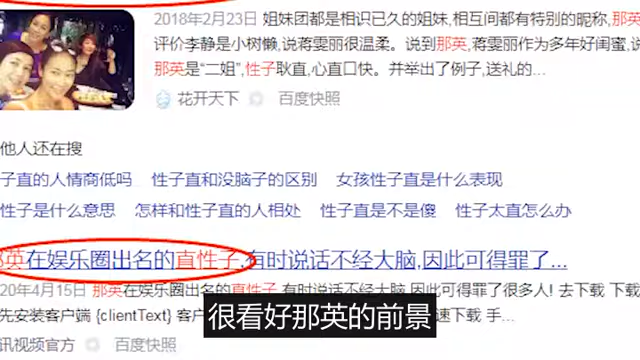 2018年2月23日 姐妹团都是相识已久的姐妹,相互间都有特别的昵称,那英
评价李静是小树懒,说蒋雯丽很温柔。说到那英,蒋雯丽作为多年好闺蜜,说
那英是“二姐”,性子耿直,心直口快。并举出了例子,送礼的...
花开天下 百度快照
他人还在搜
子直的人情商低吗 性子直和没脑子的区别 女孩性子直是什么表现
性子是什么意思 怎样和性子直的人相处 性子直是不是傻 性子太直怎么办
那英在娱乐圈出名的直性子,有时说话不经大脑,因此可得罪了...
20年4月15日 那英在娱乐圈出名的直性子 有时说话不经大脑,因此可得罪了很多人! 去下载 下载
先安装客户端 {clientText} 客户 速下载 手...
很看好那英的前景
讯视频官方 百度快照